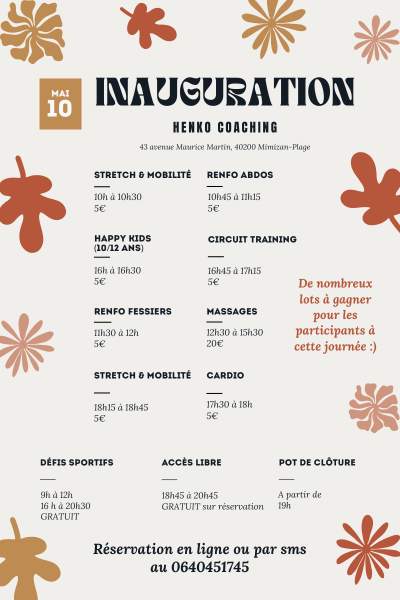 MAI
10
INAUGURATION
HENKO COACHING
43 avenue Maurice Martin, 40200 Mimizan-Plage
STRETCH & MOBILITÉ
10h à 10h30
5€
RENFO ABDOS
10h45 à 11h15
5€
HAPPY KIDS
(10/12 ANS)
16h à 16h30
5€
CIRCUIT TRAINING
16h45 à 17h15
5€
RENFO FESSIERS
11h30 à 12h
5€
MASSAGES
12h30 à 15h30
20€
De nombreux
lots à gagner
pour les
participants à
cette journée :)
STRETCH & MOBILITÉ
18h15 à 18h45
5€
CARDIO
17h30 à 18h
5€
DÉFIS SPORTIFS
9h à 12h
16 h à 20h30
GRATUIT
ACCÈS LIBRE
18h45 à 20h45
GRATUIT sur réservation
POT DE CLÔTURE
A partir de
19h
Réservation en ligne ou par sms
au 0640451745